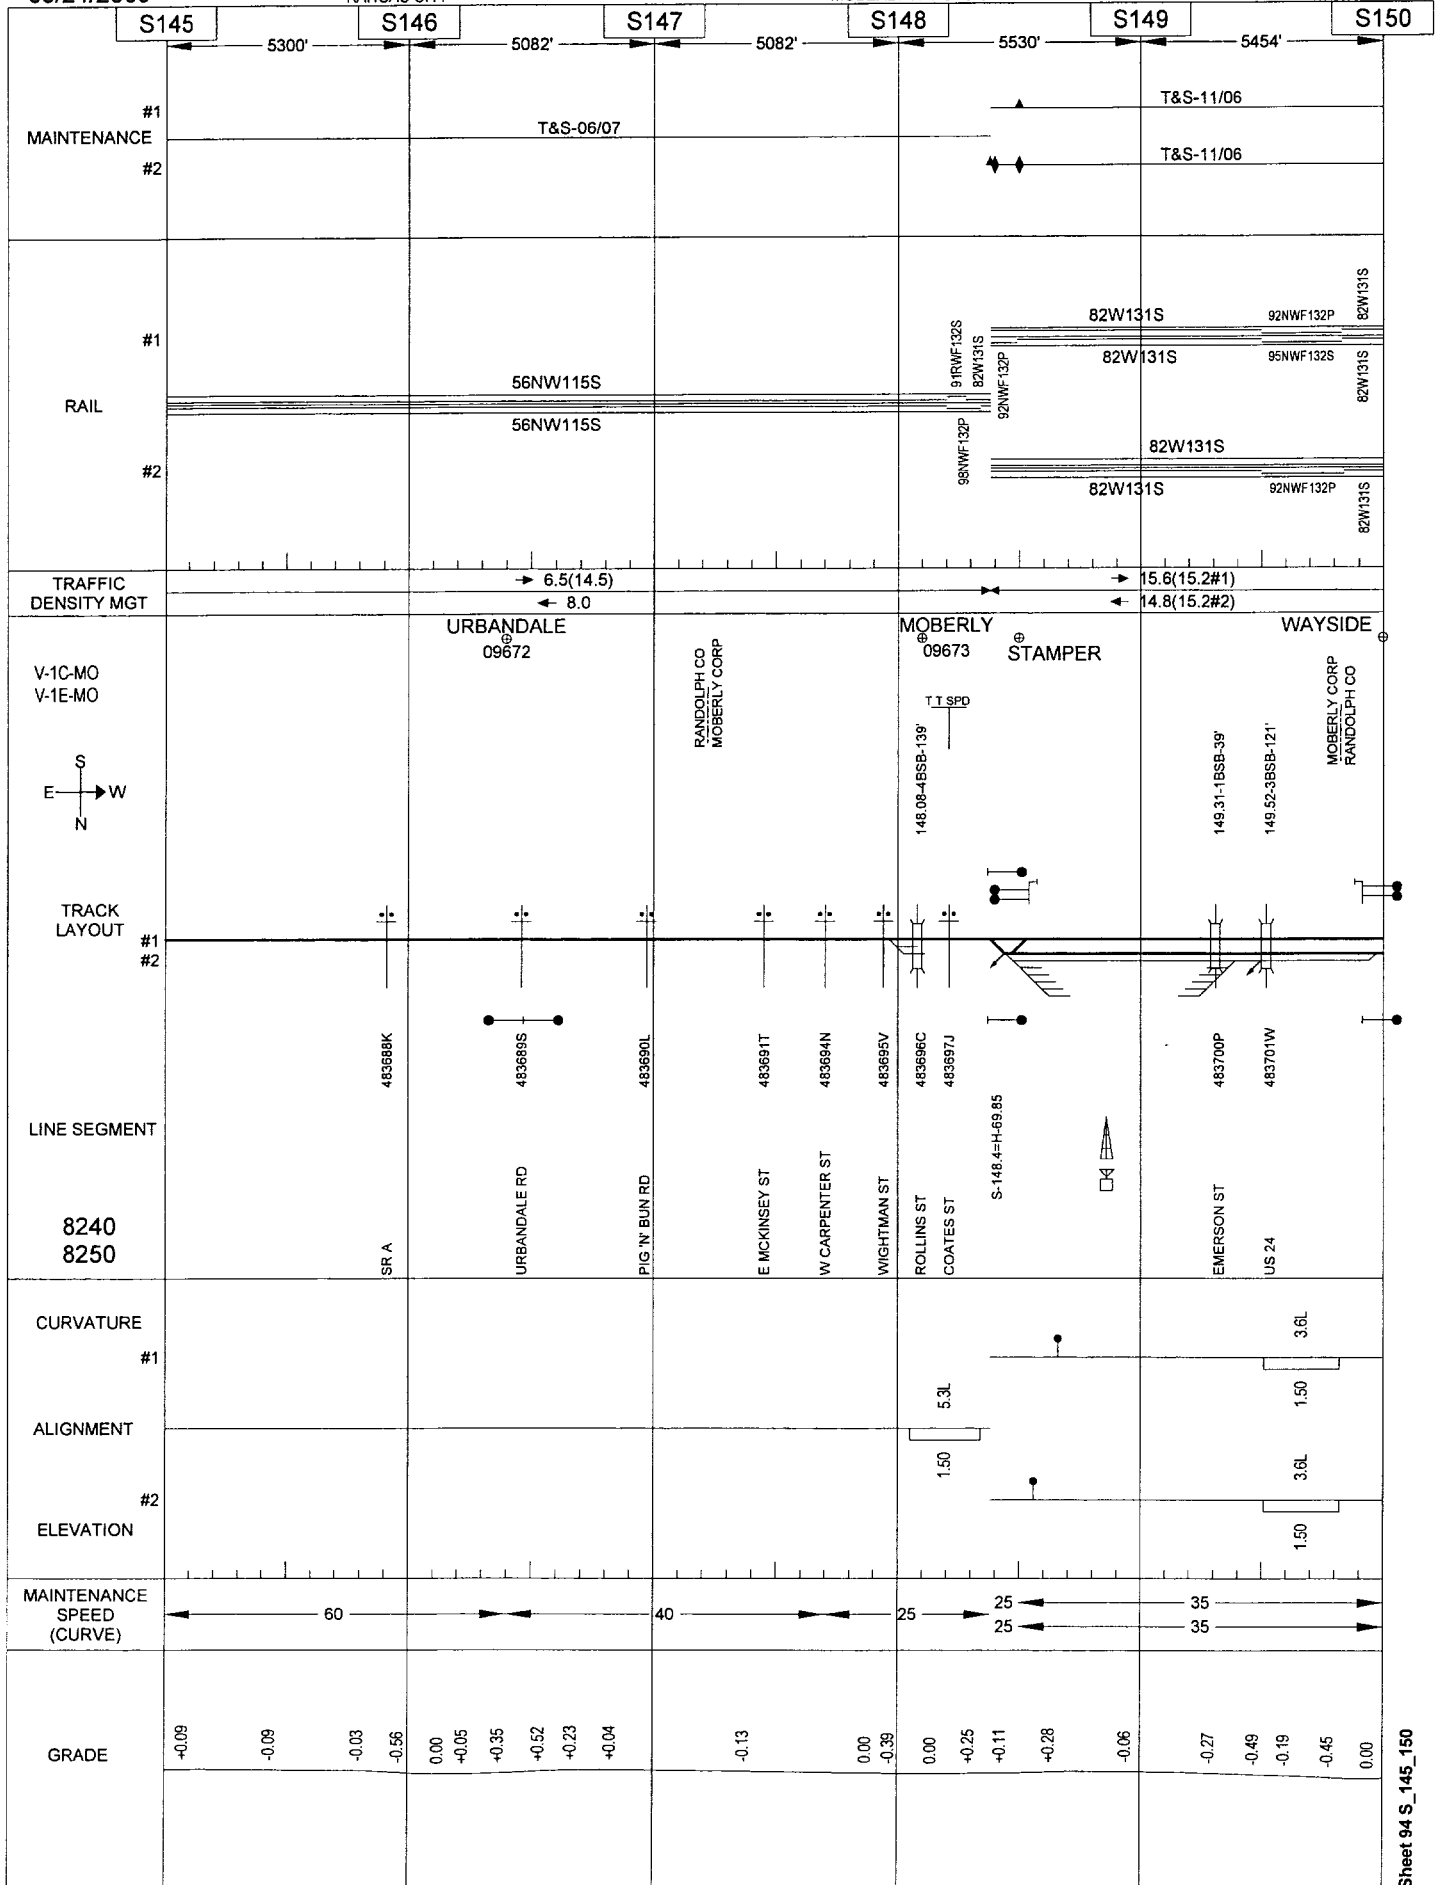 S145 S146 S147 S148 S149 S150
5300' 5082' 5082' 5530' 5454'
#1
MAINTENANCE
#2
T&S-06/07
T&S-11/06
T&S-11/06
#1
RAIL
#2
56NW115S
56NW115S
91RWF132S
82W131S
92NWF132P
98NWF132P
82W131S
92NWF132P
82W131S
82W131S
95NWF132S
82W131S
82W131S
82W131S
92NWF132P
82W131S
TRAFFIC
DENSITY MGT
6.5(14.5)
8.0
15.6(15.2#1)
14.8(15.2#2)
URBANDALE
09672
MOBERLY
09673
STAMPER
WAYSIDE
V-1C-MO
V-1E-MO
RANDOLPH CO
MOBERLY CORP
MOBERLY CORP
RANDOLPH CO
T T SPD
S
E W
N
148.08-4BSB-139'
149.31-1BSB-39'
149.52-3BSB-121'
TRACK
LAYOUT
#1
#2
483688K
483689S
483690L
483691T
483694N
483695V
483696C
483697J
483700P
483701W
S-148.4=H-69.85
LINE SEGMENT
8240
8250
SR A
URBANDALE RD
PIG 'N' BUN RD
E MCKINSEY ST
W CARPENTER ST
WIGHTMAN ST
ROLLINS ST
COATES ST
EMERSON ST
US 24
CURVATURE
#1
ALIGNMENT
#2
ELEVATION
5.3L
1.50
3.6L
1.50
3.6L
1.50
MAINTENANCE
SPEED
(CURVE)
60 40 25
25 35
25 35
GRADE
+0.09
-0.09
-0.03
-0.56
0.00
+0.05
+0.35
+0.52
+0.23
+0.04
-0.13
0.00
-0.39
0.00
+0.25
+0.11
+0.28
-0.06
-0.27
-0.49
-0.19
-0.45
0.00
Sheet 94 S_145_150